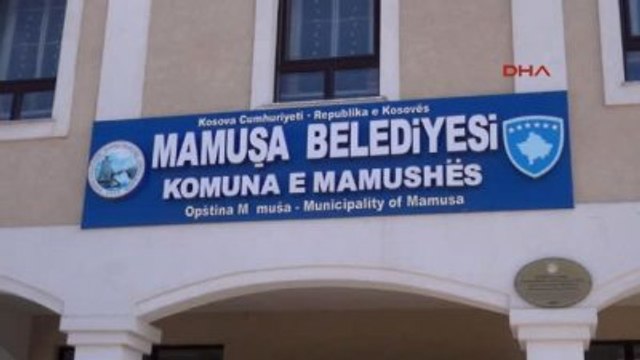 DHA
Kosova Cumhuriyeti - Republika e Kosovës
MAMUŞA BELEDİYESİ
KOMUNA E MAMUSHËS
Opština M muša - Municipality of Mamusa